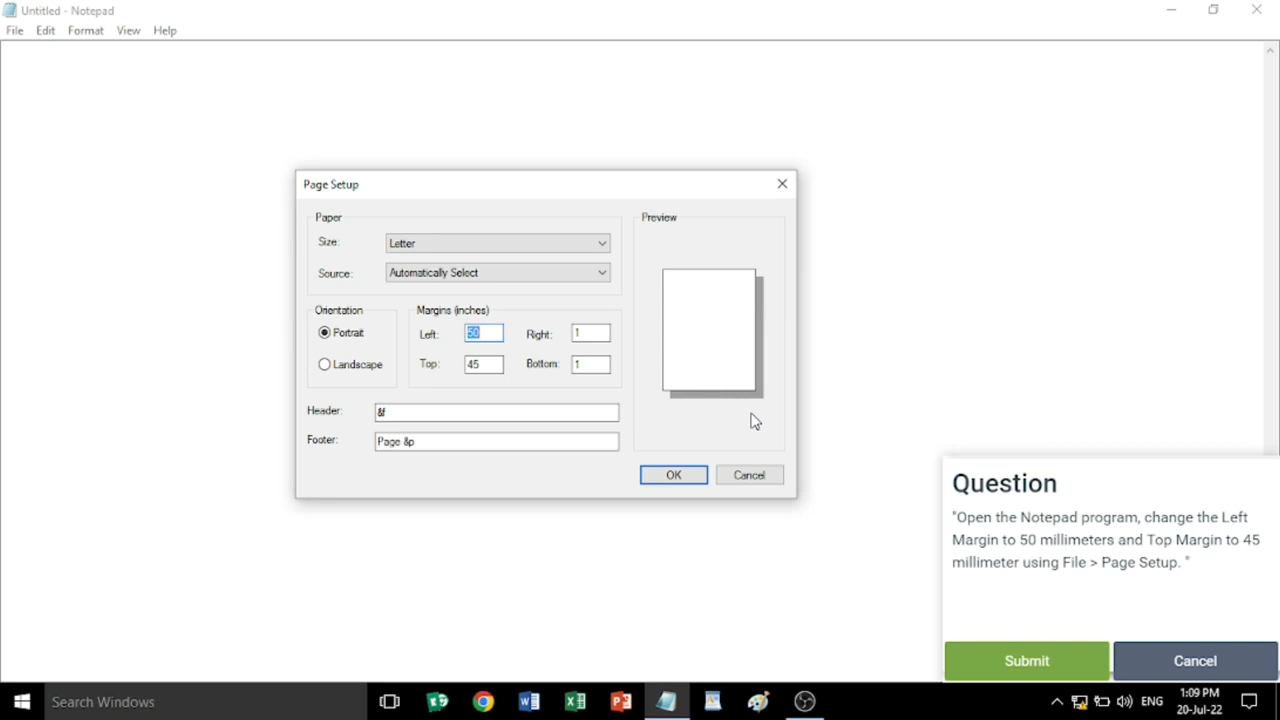 Untitled - Notepad
File Edit Format View Help
Page Setup
Paper
Size: Letter
Source: Automatically Select
Preview
Orientation
Portrait
Landscape
Margins (inches)
Left: 50 Right: 1
Top: 45 Bottom: 1
Header: &f
Footer: Page &p
OK Cancel
Question
"Open the Notepad program, change the Left
Margin to 50 millimeters and Top Margin to 45
millimeter using File > Page Setup. "
Submit Cancel
Search Windows
ENG
1:09 PM
20-Jul-22